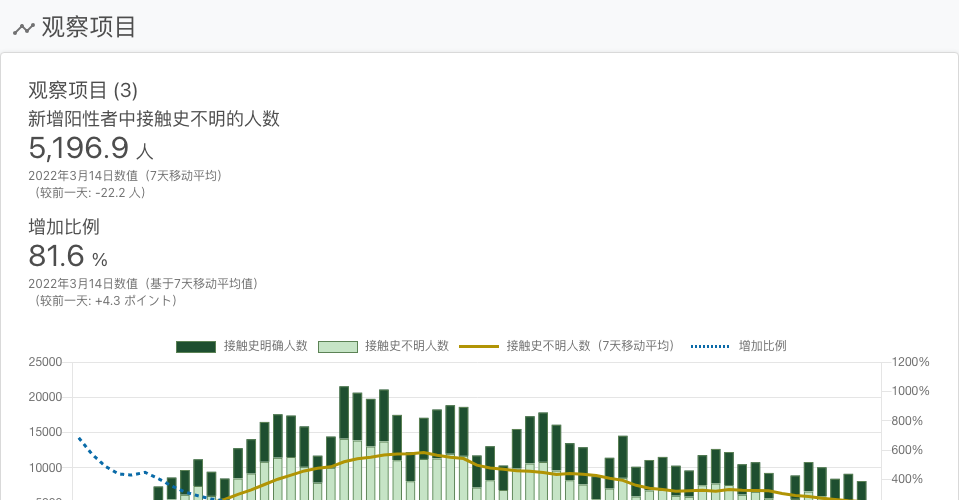 观察项目
观察项目 (3)
新增阳性者中接触史不明的人数
5,196.9 人
2022年3月14日数值（7天移动平均）
（较前一天: -22.2 人）
增加比例
81.6 %
2022年3月14日数值（基于7天移动平均值）
（较前一天: +4.3 ポイント）
接触史明确人数 接触史不明人数 接触史不明人数（7天移动平均） 增加比例
25000 1200%
20000 1000%
15000 800%
10000 600%
400%